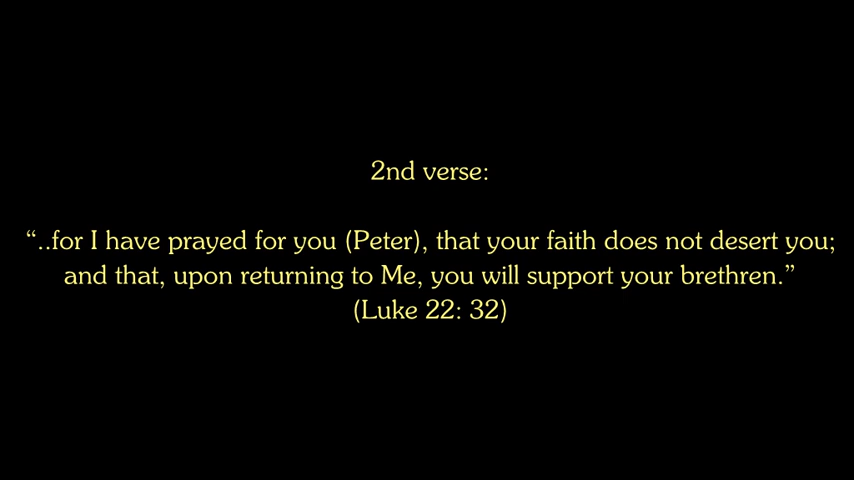 2nd verse:
“..for I have prayed for you (Peter), that your faith does not desert you;
and that, upon returning to Me, you will support your brethren.”
(Luke 22: 32)